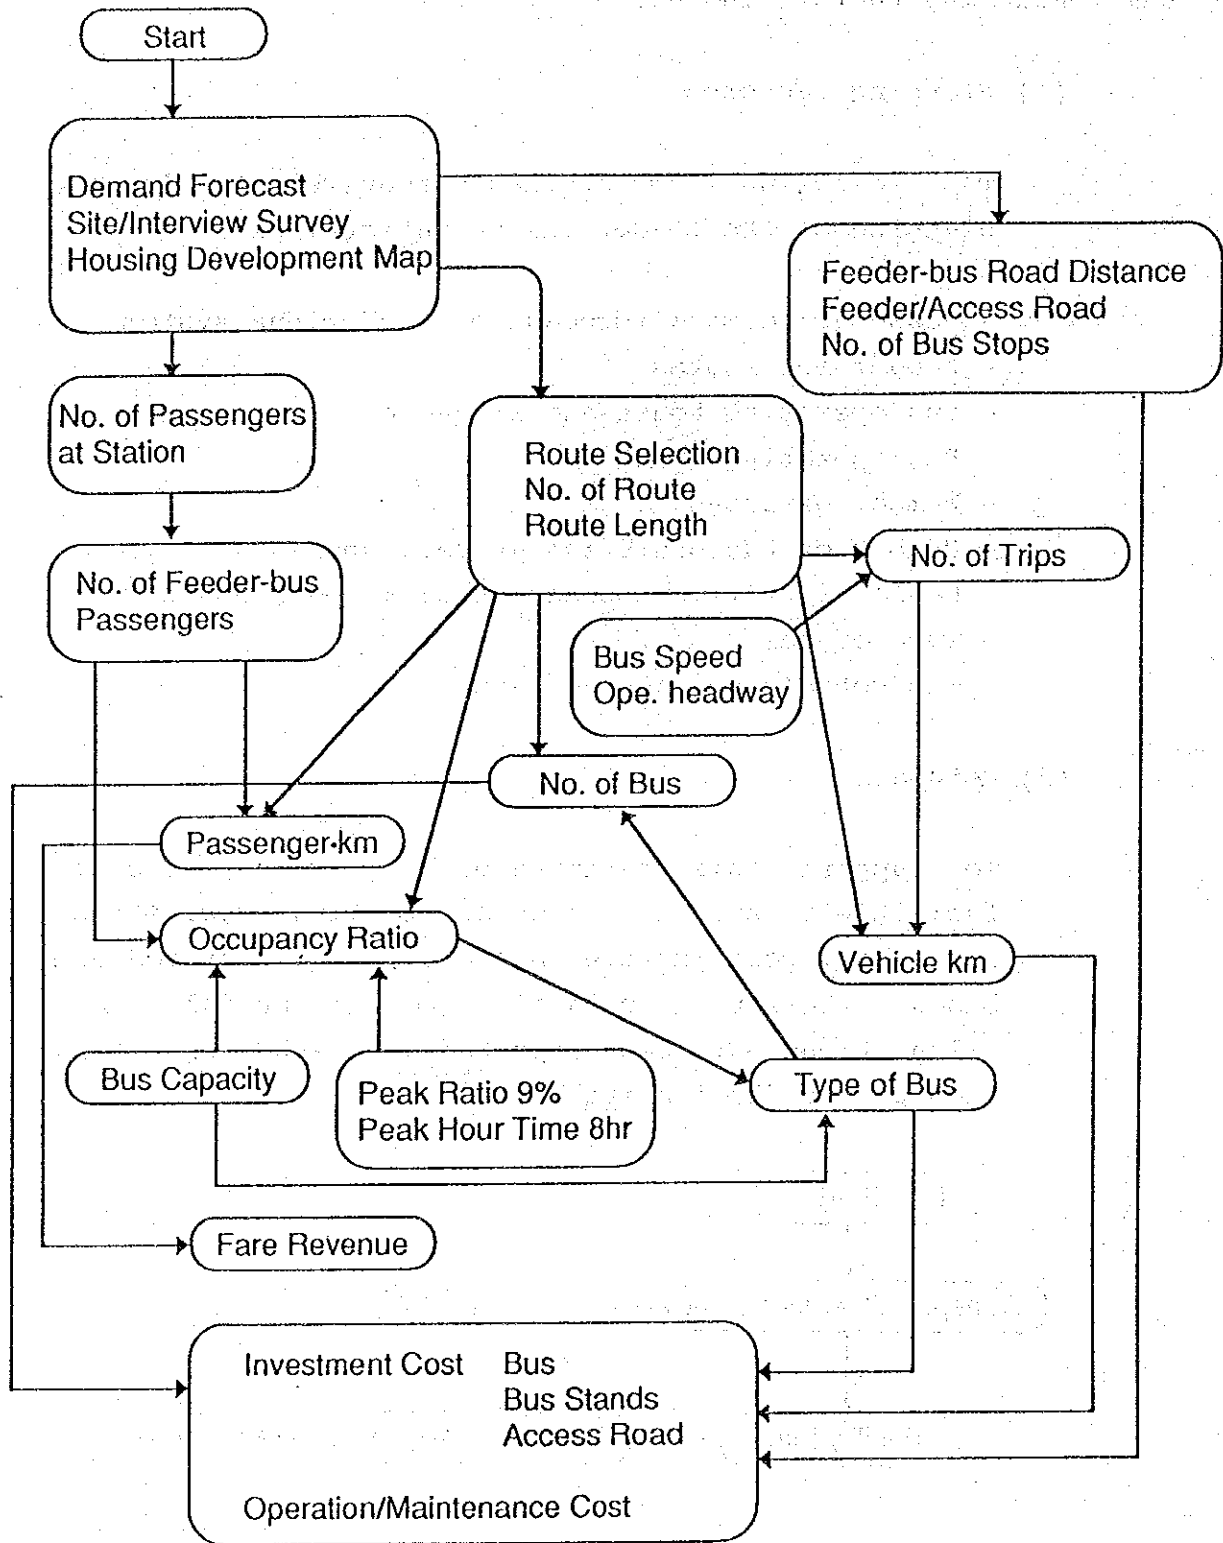 Start
Demand Forecast
Site/Interview Survey
Housing Development Map
Feeder-bus Road Distance
Feeder/Access Road
No. of Bus Stops
No. of Passengers
at Station
Route Selection
No. of Route
Route Length
No. of Trips
No. of Feeder-bus
Passengers
Bus Speed
Ope. headway
No. of Bus
Passenger·km
Occupancy Ratio
Vehicle km
Bus Capacity
Peak Ratio 9%
Peak Hour Time 8hr
Type of Bus
Fare Revenue
Investment Cost Bus
Bus Stands
Access Road
Operation/Maintenance Cost